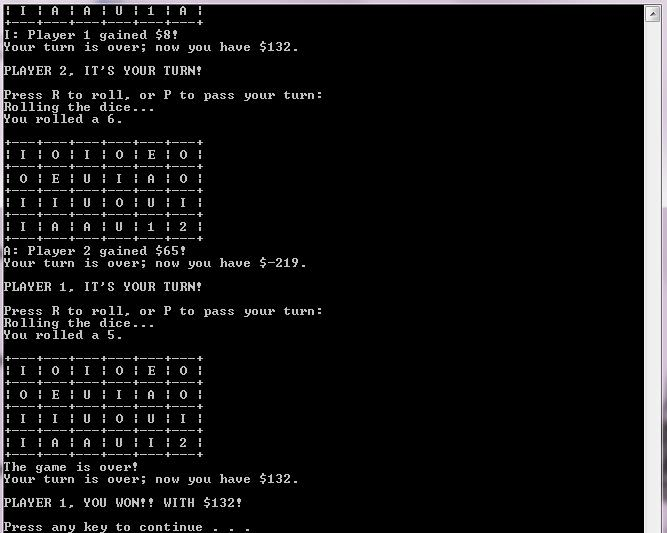 ¦ I ¦ A ¦ A ¦ U ¦ 1 ¦ A ¦
+---+---+---+---+---+---+
I: Player 1 gained $8!
Your turn is over; now you have $132.
PLAYER 2, IT'S YOUR TURN!
Press R to roll, or P to pass your turn:
Rolling the dice...
You rolled a 6.
+---+---+---+---+---+---+
¦ I ¦ O ¦ I ¦ O ¦ E ¦ O ¦
+---+---+---+---+---+---+
¦ O ¦ E ¦ U ¦ I ¦ A ¦ O ¦
+---+---+---+---+---+---+
¦ I ¦ I ¦ U ¦ O ¦ U ¦ I ¦
+---+---+---+---+---+---+
¦ I ¦ A ¦ A ¦ U ¦ 1 ¦ 2 ¦
+---+---+---+---+---+---+
A: Player 2 gained $65!
Your turn is over; now you have $-219.
PLAYER 1, IT'S YOUR TURN!
Press R to roll, or P to pass your turn:
Rolling the dice...
You rolled a 5.
+---+---+---+---+---+---+
¦ I ¦ O ¦ I ¦ O ¦ E ¦ O ¦
+---+---+---+---+---+---+
¦ O ¦ E ¦ U ¦ I ¦ A ¦ O ¦
+---+---+---+---+---+---+
¦ I ¦ I ¦ U ¦ O ¦ U ¦ I ¦
+---+---+---+---+---+---+
¦ I ¦ A ¦ A ¦ U ¦ I ¦ 2 ¦
+---+---+---+---+---+---+
The game is over!
Your turn is over; now you have $132.
PLAYER 1, YOU WON!! WITH $132!
Press any key to continue . . .